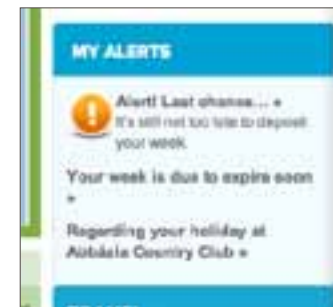 MY ALERTS
Alert! Last chance... »
It's still not too late to deposit
your week
Your week is due to expire soon
»
Regarding your holiday at
Country Club »